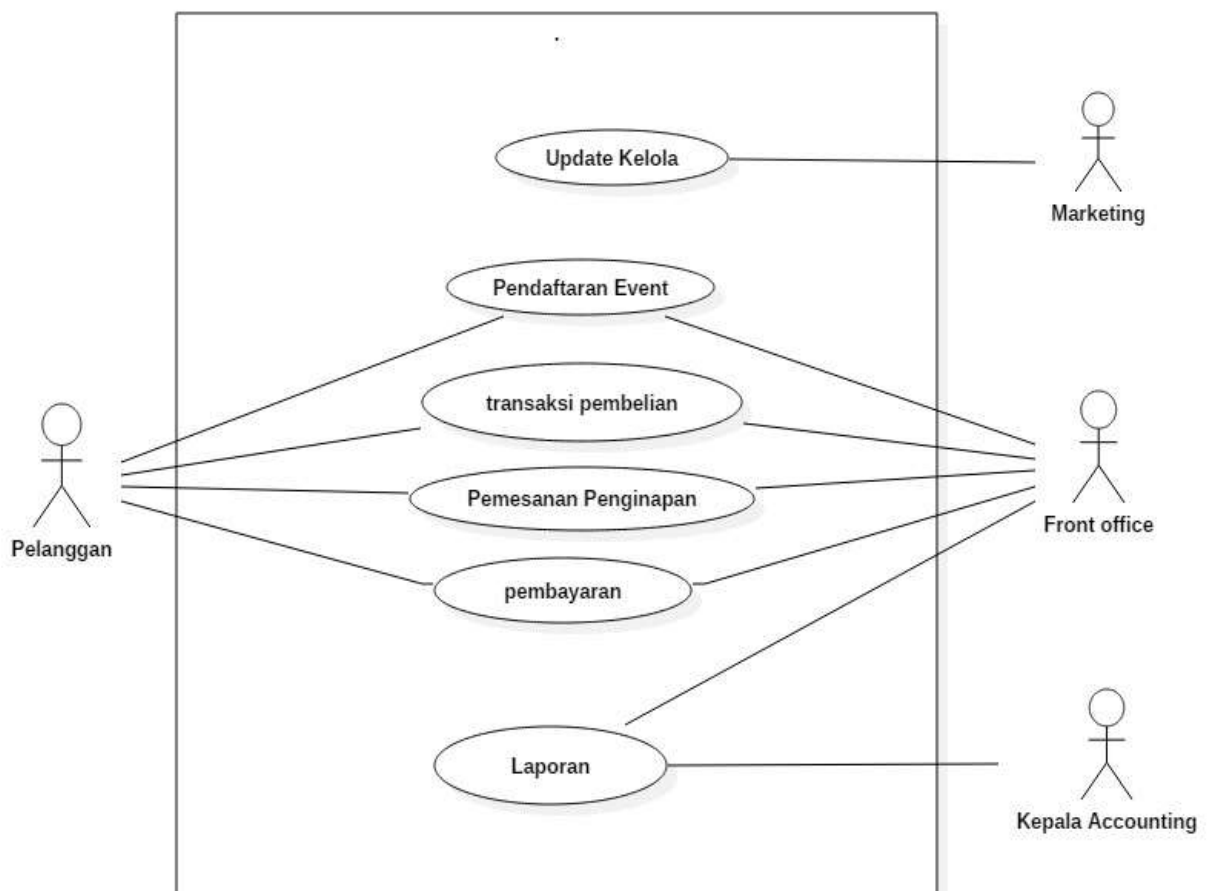 Update Kelola
Marketing
Pendaftaran Event
transaksi pembelian
Pemesanan Penginapan
Front office
Pelanggan
pembayaran
Laporan
Kepala Accounting